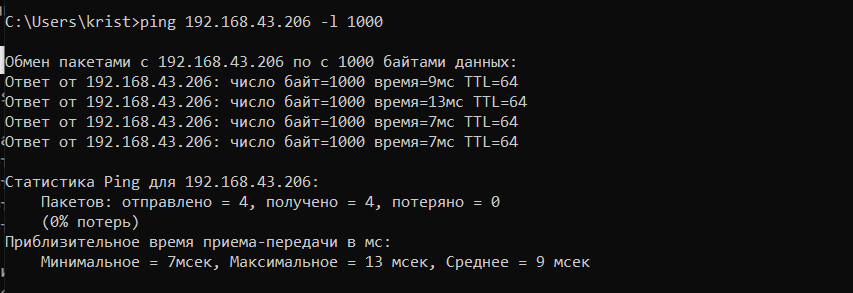 C:\Users\krist>ping 192.168.43.206 -l 1000
Обмен пакетами с 192.168.43.206 по с 1000 байтами данных:
Ответ от 192.168.43.206: число байт=1000 время=9мс TTL=64
Ответ от 192.168.43.206: число байт=1000 время=13мс TTL=64
Ответ от 192.168.43.206: число байт=1000 время=7мс TTL=64
Ответ от 192.168.43.206: число байт=1000 время=7мс TTL=64
Статистика Ping для 192.168.43.206:
Пакетов: отправлено = 4, получено = 4, потеряно = 0
(0% потерь)
Приблизительное время приема-передачи в мс:
Минимальное = 7мсек, Максимальное = 13 мсек, Среднее = 9 мсек